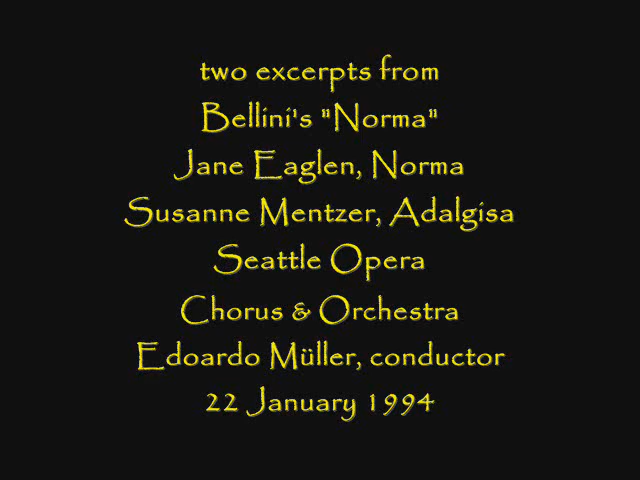 two excerpts from
Bellini's "Norma"
Jane Eaglen, Norma
Susanne Mentzer, Adalgisa
Seattle Opera
Chorus & Orchestra
Edoardo Müller, conductor
22 January 1994